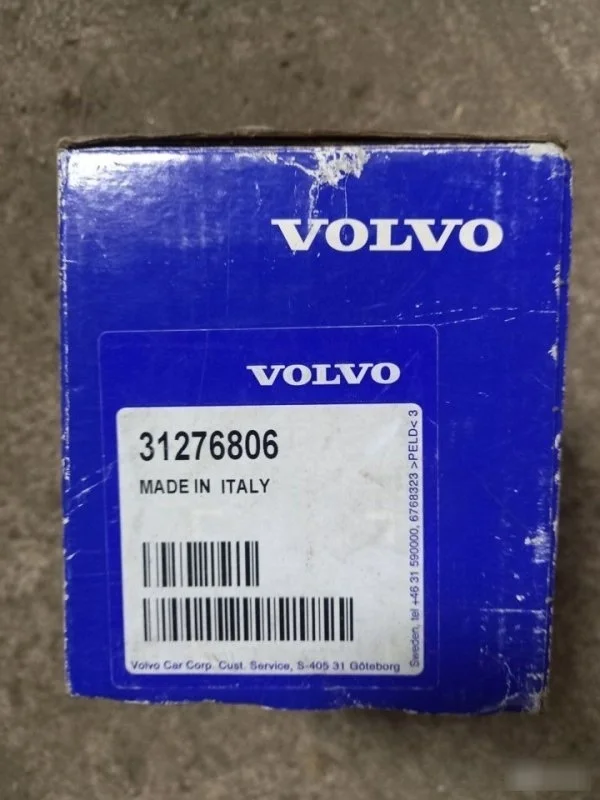 VOLVO
VOLVO
31276806
MADE IN ITALY
Volvo Car Corp. Cust. Service, S-405 31 Göteborg
Sweden, tel +46 31 590000, 6768323 >PELD< 3